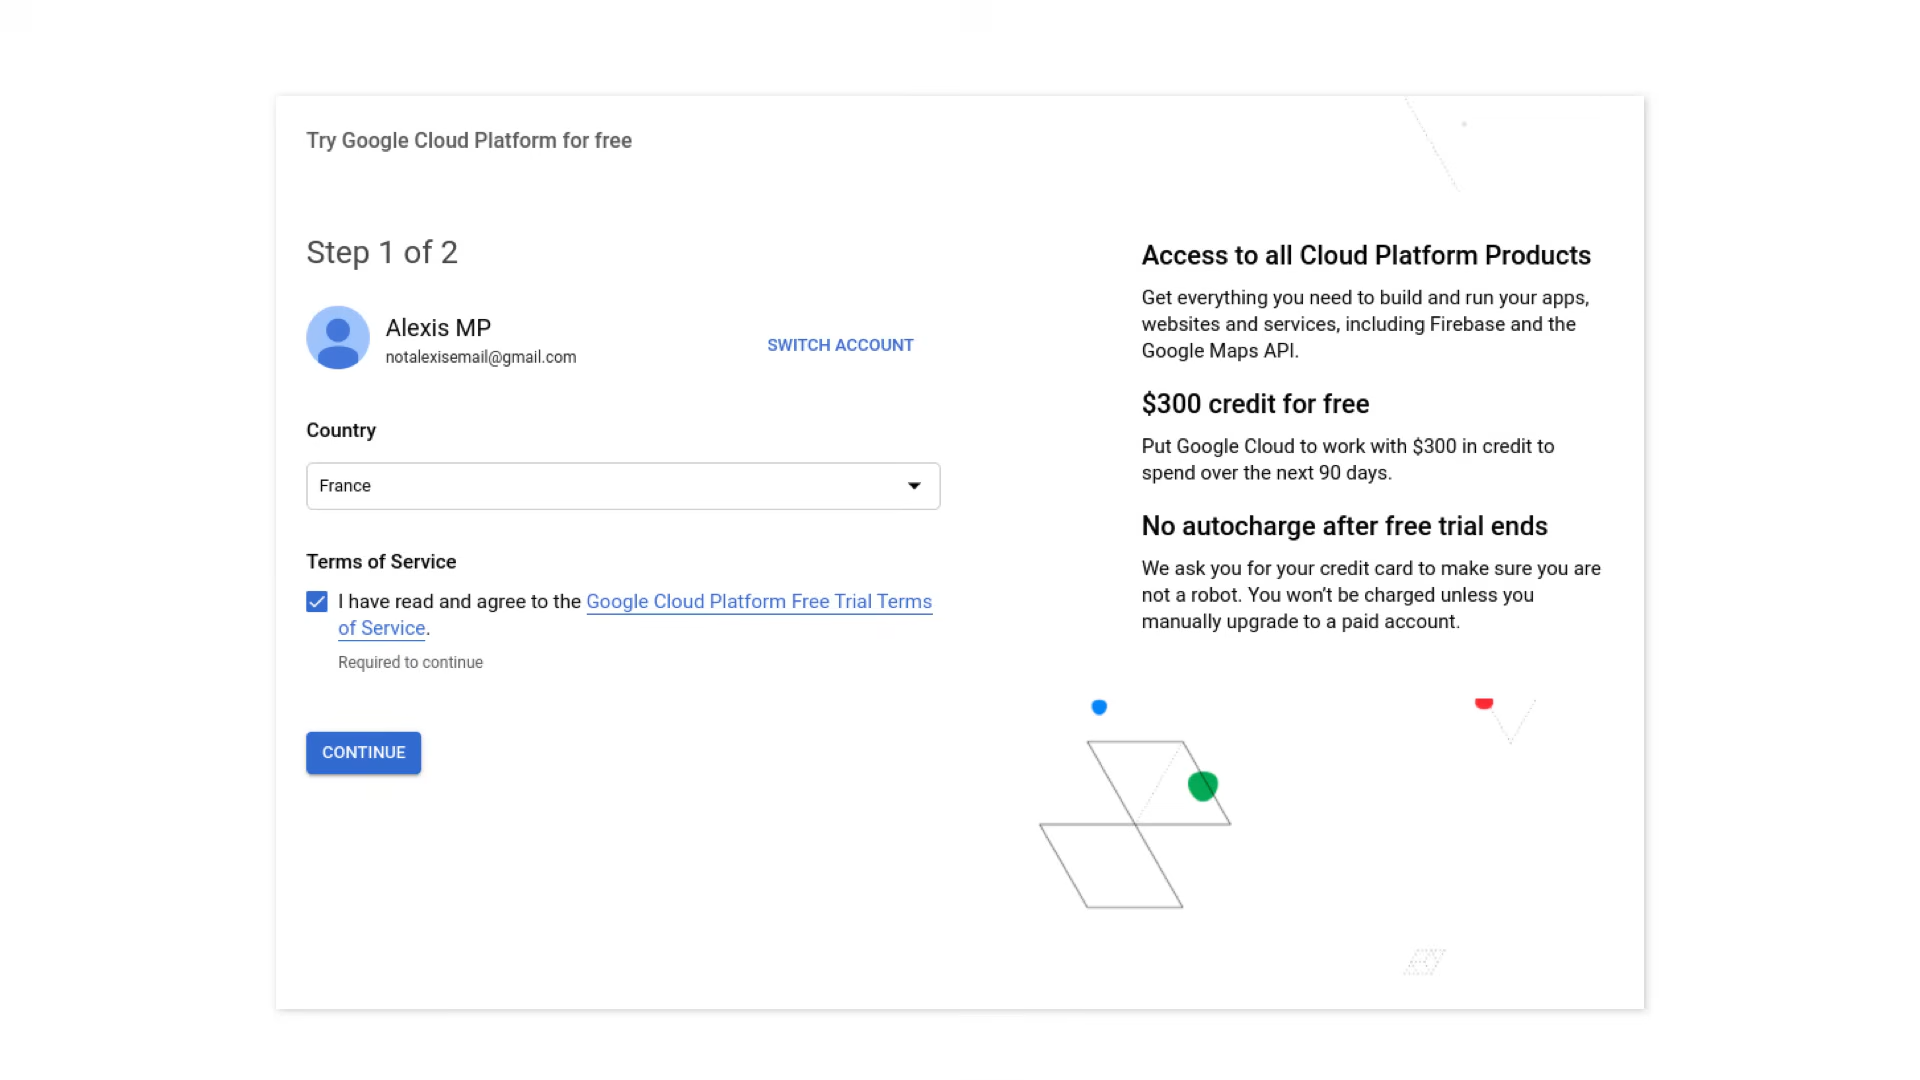 Try Google Cloud Platform for free
Step 1 of 2
Alexis MP
notalexisemail@gmail.com
SWITCH ACCOUNT
Country
France
Terms of Service
I have read and agree to the Google Cloud Platform Free Trial Terms
of Service.
Required to continue
CONTINUE
Access to all Cloud Platform Products
Get everything you need to build and run your apps,
websites and services, including Firebase and the
Google Maps API.
$300 credit for free
Put Google Cloud to work with $300 in credit to
spend over the next 90 days.
No autocharge after free trial ends
We ask you for your credit card to make sure you are
not a robot. You won’t be charged unless you
manually upgrade to a paid account.